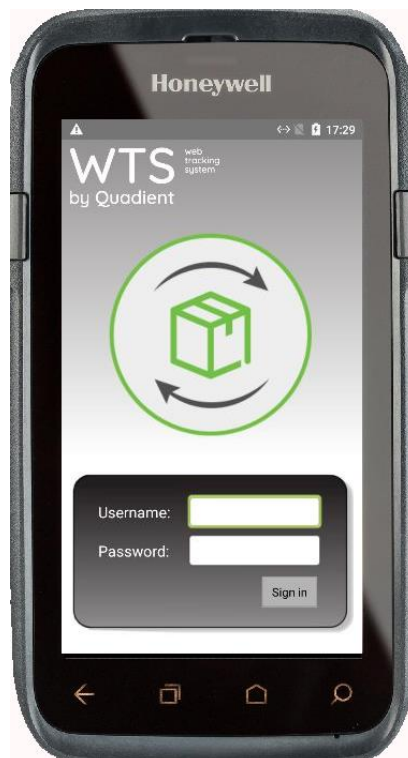 Honeywell
17:29
WTS web
tracking
system
by Quadient
Username:
Password:
Sign in